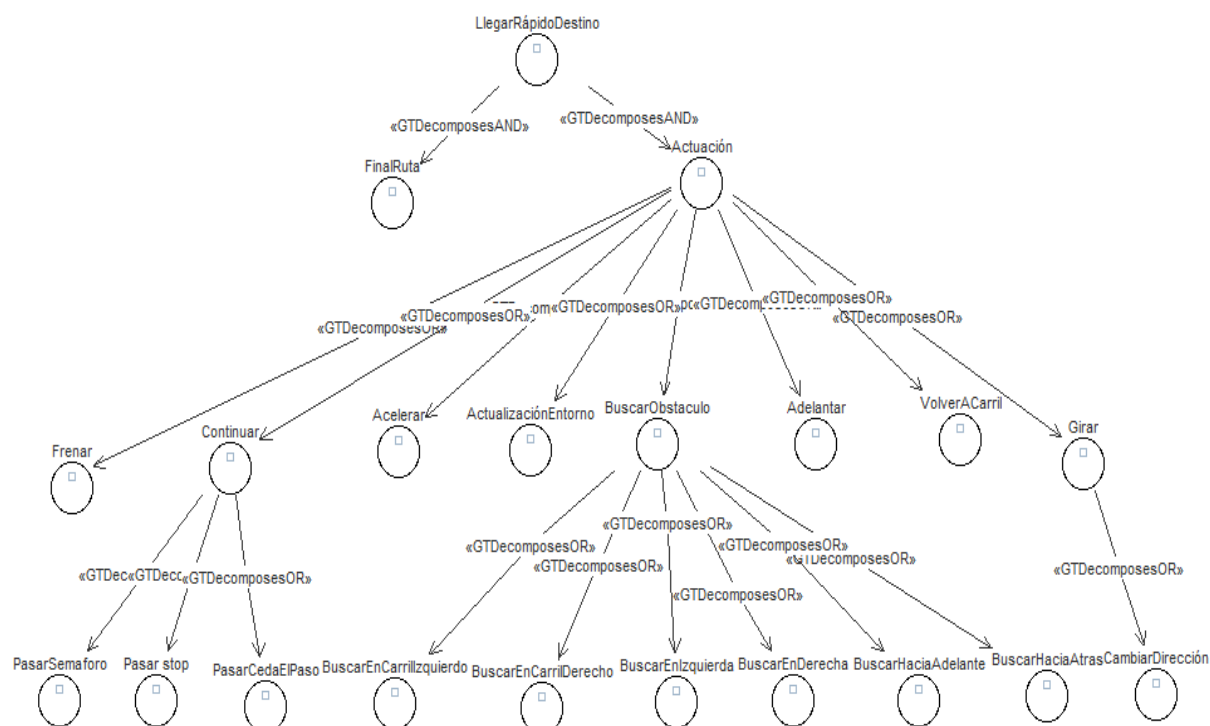 LlegarRápidoDestino
«GTDecomposesAND»
«GTDecomposesAND»
FinalRuta
Actuación
«GTDecomposesOR»
«GTDecomposesOR»
«GTDecomposesOR»
«GTDecomposesOR»
«GTDecomposesOR»
Frenar
Continuar
Acelerar
ActualizaciónEntorno
BuscarObstaculo
Adelantar
VolverACarril
Girar
«GTDecomposesOR»
«GTDecomposesOR»
«GTDecomposesOR»
«GTDecomposesOR»
«GTDecomposesOR»
«GTDecomposesOR»
«GTDecomposesOR»
«GTDecomposesOR»
PasarSemaforo
Pasar stop
PasarCedaElPaso
BuscarEnCarrilIzquierdo
BuscarEnCarrilDerecho
BuscarEnIzquierda
BuscarEnDerecha
BuscarHaciaAdelante
BuscarHaciaAtras
CambiarDirección